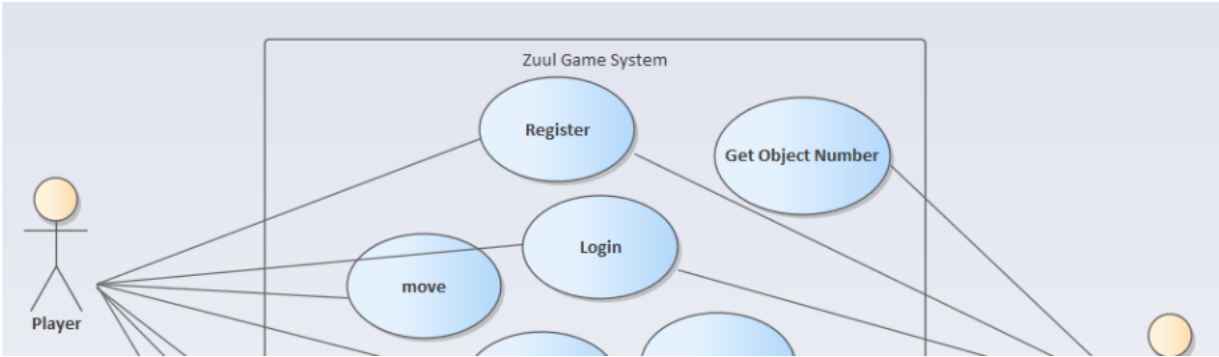 Zuul Game System
Register
Get Object Number
Login
move
Player